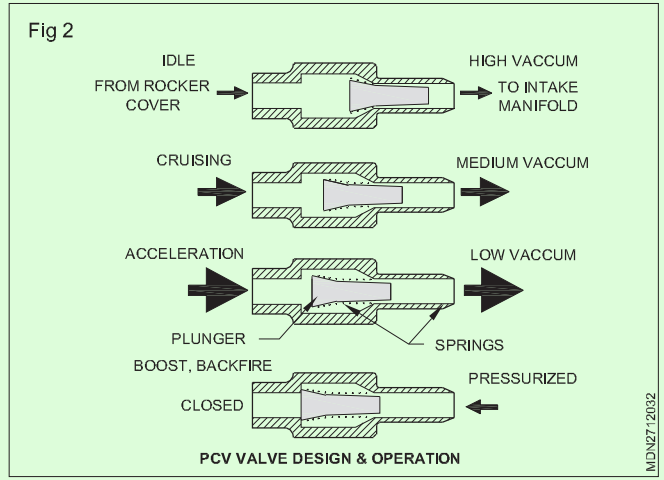 Fig 2
IDLE
HIGH VACCUM
FROM ROCKER
COVER
TO INTAKE
MANIFOLD
CRUISING
MEDIUM VACCUM
ACCELERATION
LOW VACCUM
PLUNGER
SPRINGS
BOOST, BACKFIRE
CLOSED
PRESSURIZED
PCV VALVE DESIGN & OPERATION
MDN2712032